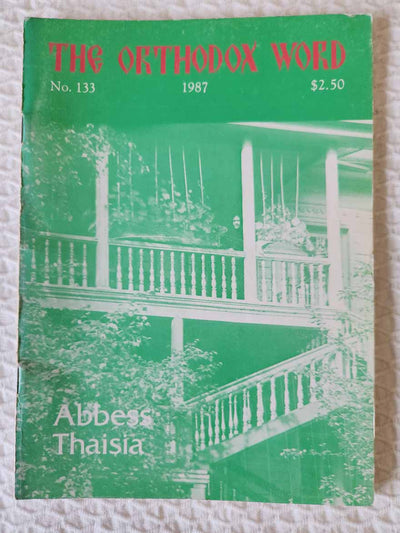 THE ORTHODOX WORD
No. 133 1987 $2.50
Abbess
Thaisia